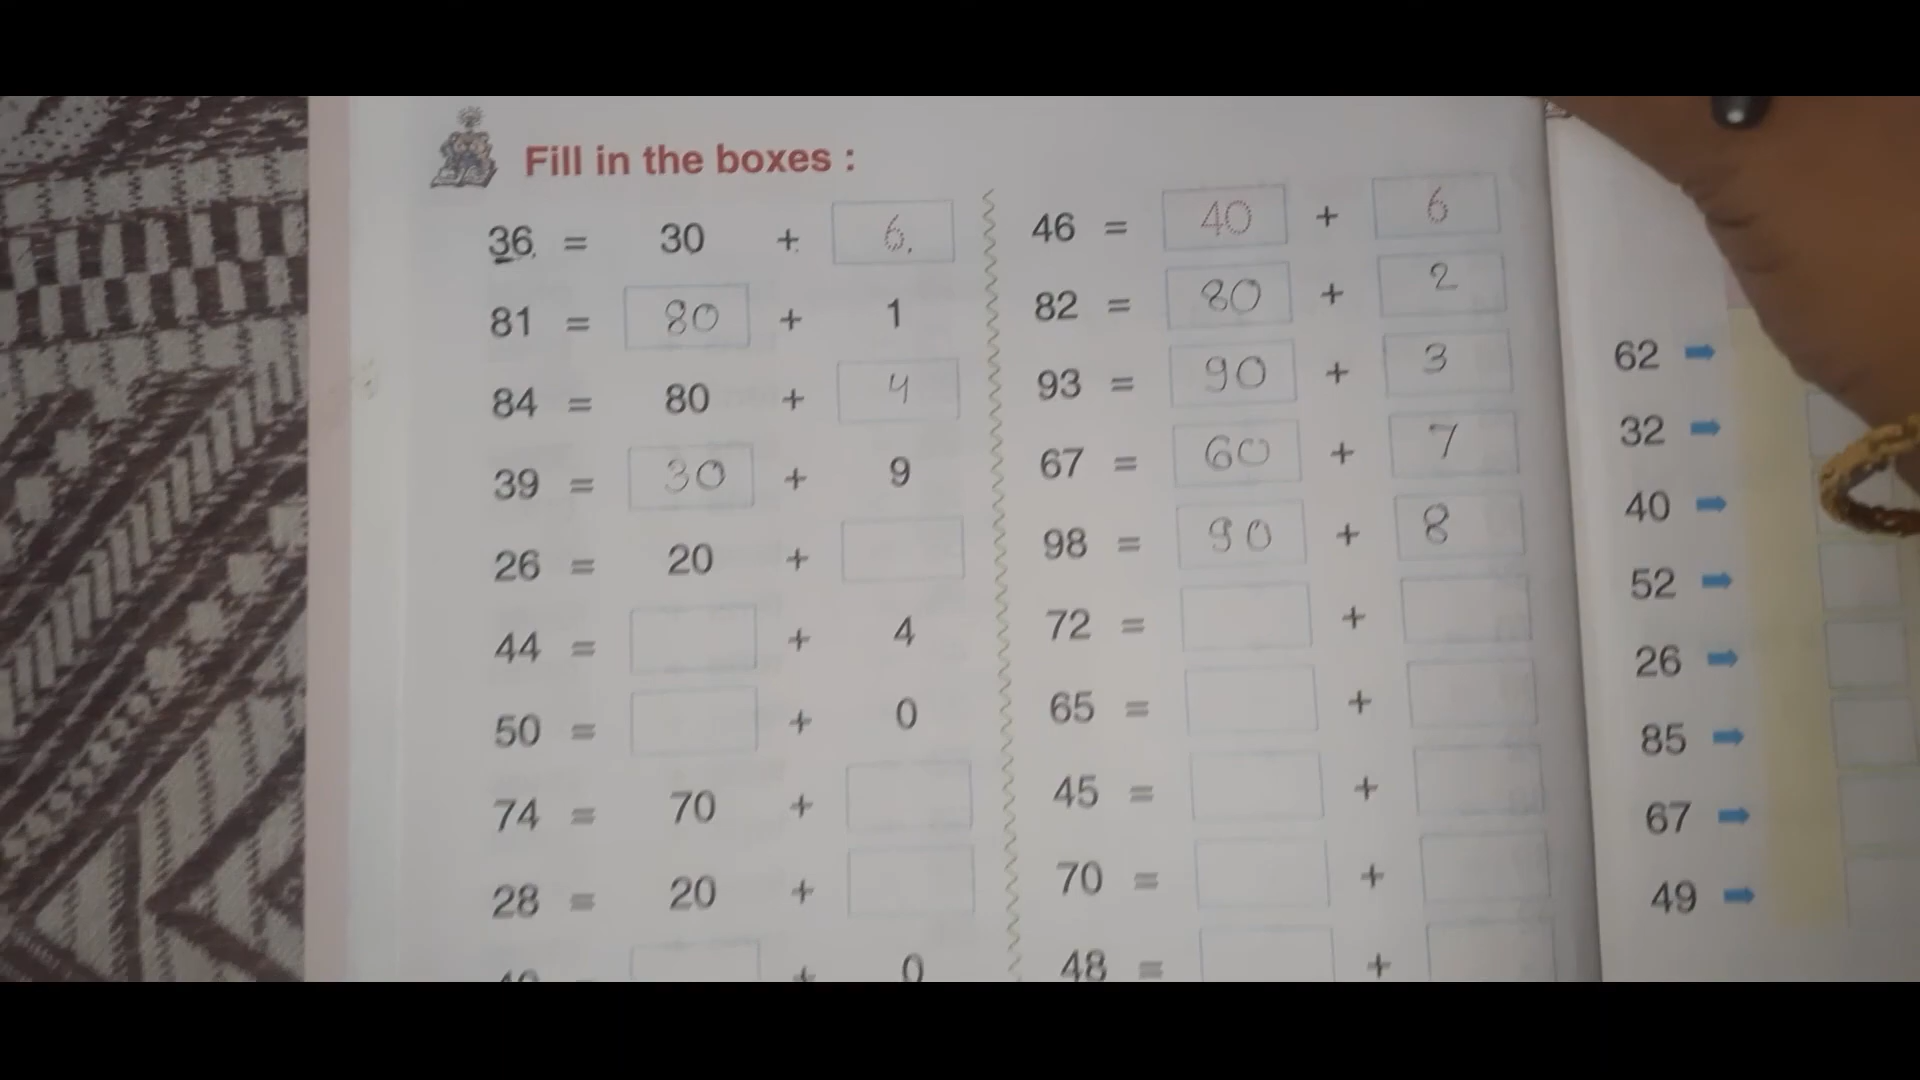 Fill in the boxes :
36 = 30 + 6.
81 = 80 + 1
84 = 80 + 4
39 = 30 + 9
26 = 20 +
44 = + 4
50 = + 0
74 = 70 +
28 = 20 +
= + 0
46 = 40 + 6
82 = 80 + 2
93 = 90 + 3
67 = 60 + 7
98 = 90 + 8
72 = +
65 = +
45 = +
70 = +
48 = +
62 ➡
32 ➡
40 ➡
52 ➡
26 ➡
85 ➡
67 ➡
49 ➡